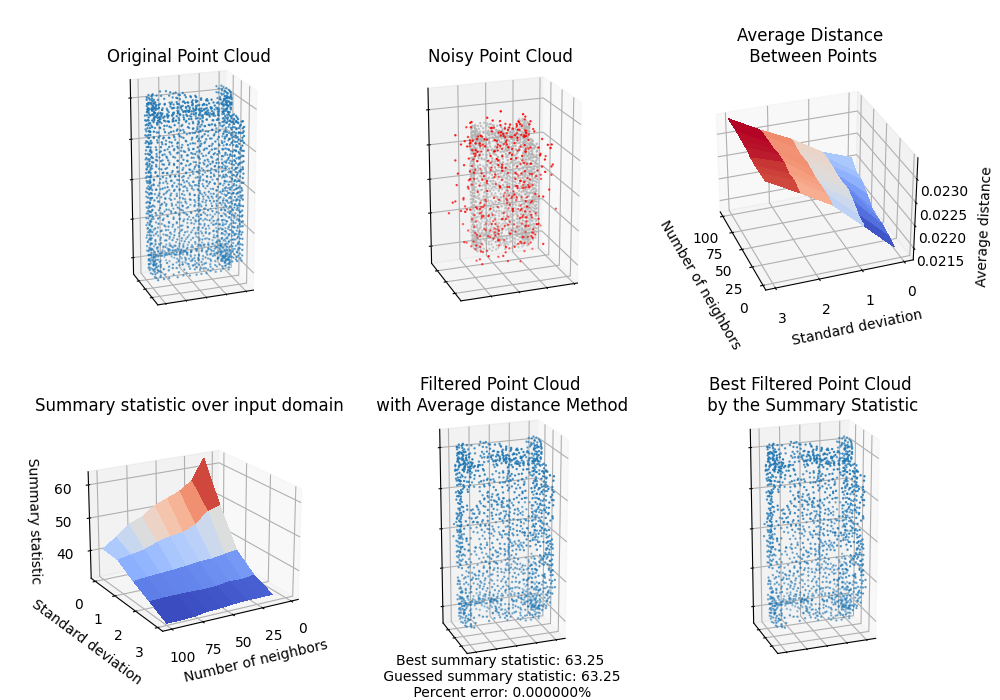 Original Point Cloud
Noisy Point Cloud
Average Distance
Between Points
0.0230
0.0225
0.0220
0.0215
Average distance
100
75
50
25
0
Number of neighbors
3
2
1
0
Standard deviation
Summary statistic over input domain
60
50
40
Summary statistic
0
1
2
3
Standard deviation
100
75
50
25
0
Number of neighbors
Filtered Point Cloud
with Average distance Method
Best summary statistic: 63.25
Guessed summary statistic: 63.25
Percent error: 0.000000%
Best Filtered Point Cloud
by the Summary Statistic